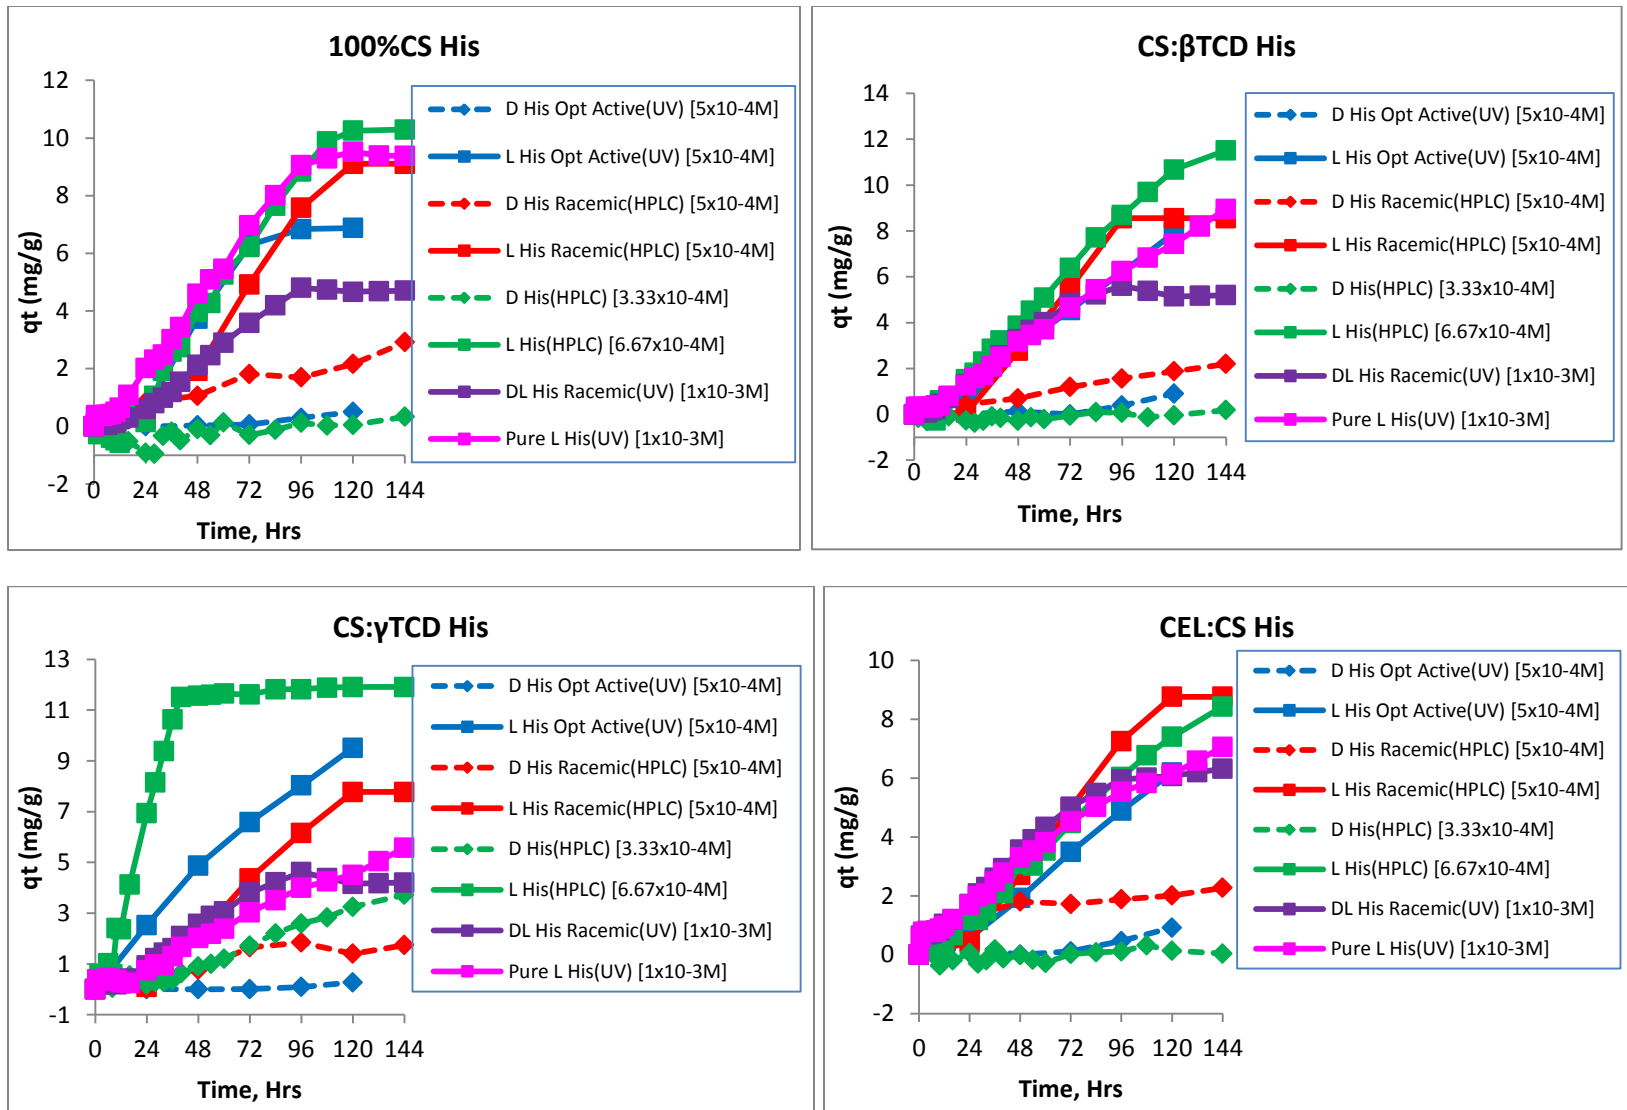 100%CS His
12
10
8
6
4
2
0
-2
qt (mg/g)
0 24 48 72 96 120 144
Time, Hrs
D His Opt Active(UV) [5x10-4M]
L His Opt Active(UV) [5x10-4M]
D His Racemic(HPLC) [5x10-4M]
L His Racemic(HPLC) [5x10-4M]
D His(HPLC) [3.33x10-4M]
L His(HPLC) [6.67x10-4M]
DL His Racemic(UV) [1x10-3M]
Pure L His(UV) [1x10-3M]
CS:βTCD His
14
12
10
8
6
4
2
0
-2
qt (mg/g)
0 24 48 72 96 120 144
Time, Hrs
D His Opt Active(UV) [5x10-4M]
L His Opt Active(UV) [5x10-4M]
D His Racemic(HPLC) [5x10-4M]
L His Racemic(HPLC) [5x10-4M]
D His(HPLC) [3.33x10-4M]
L His(HPLC) [6.67x10-4M]
DL His Racemic(UV) [1x10-3M]
Pure L His(UV) [1x10-3M]
CS:γTCD His
13
11
9
7
5
3
1
-1
qt (mg/g)
0 24 48 72 96 120 144
Time, Hrs
D His Opt Active(UV) [5x10-4M]
L His Opt Active(UV) [5x10-4M]
D His Racemic(HPLC) [5x10-4M]
L His Racemic(HPLC) [5x10-4M]
D His(HPLC) [3.33x10-4M]
L His(HPLC) [6.67x10-4M]
DL His Racemic(UV) [1x10-3M]
Pure L His(UV) [1x10-3M]
CEL:CS His
10
8
6
4
2
0
-2
qt (mg/g)
0 24 48 72 96 120 144
Time, Hrs
D His Opt Active(UV) [5x10-4M]
L His Opt Active(UV) [5x10-4M]
D His Racemic(HPLC) [5x10-4M]
L His Racemic(HPLC) [5x10-4M]
D His(HPLC) [3.33x10-4M]
L His(HPLC) [6.67x10-4M]
DL His Racemic(UV) [1x10-3M]
Pure L His(UV) [1x10-3M]